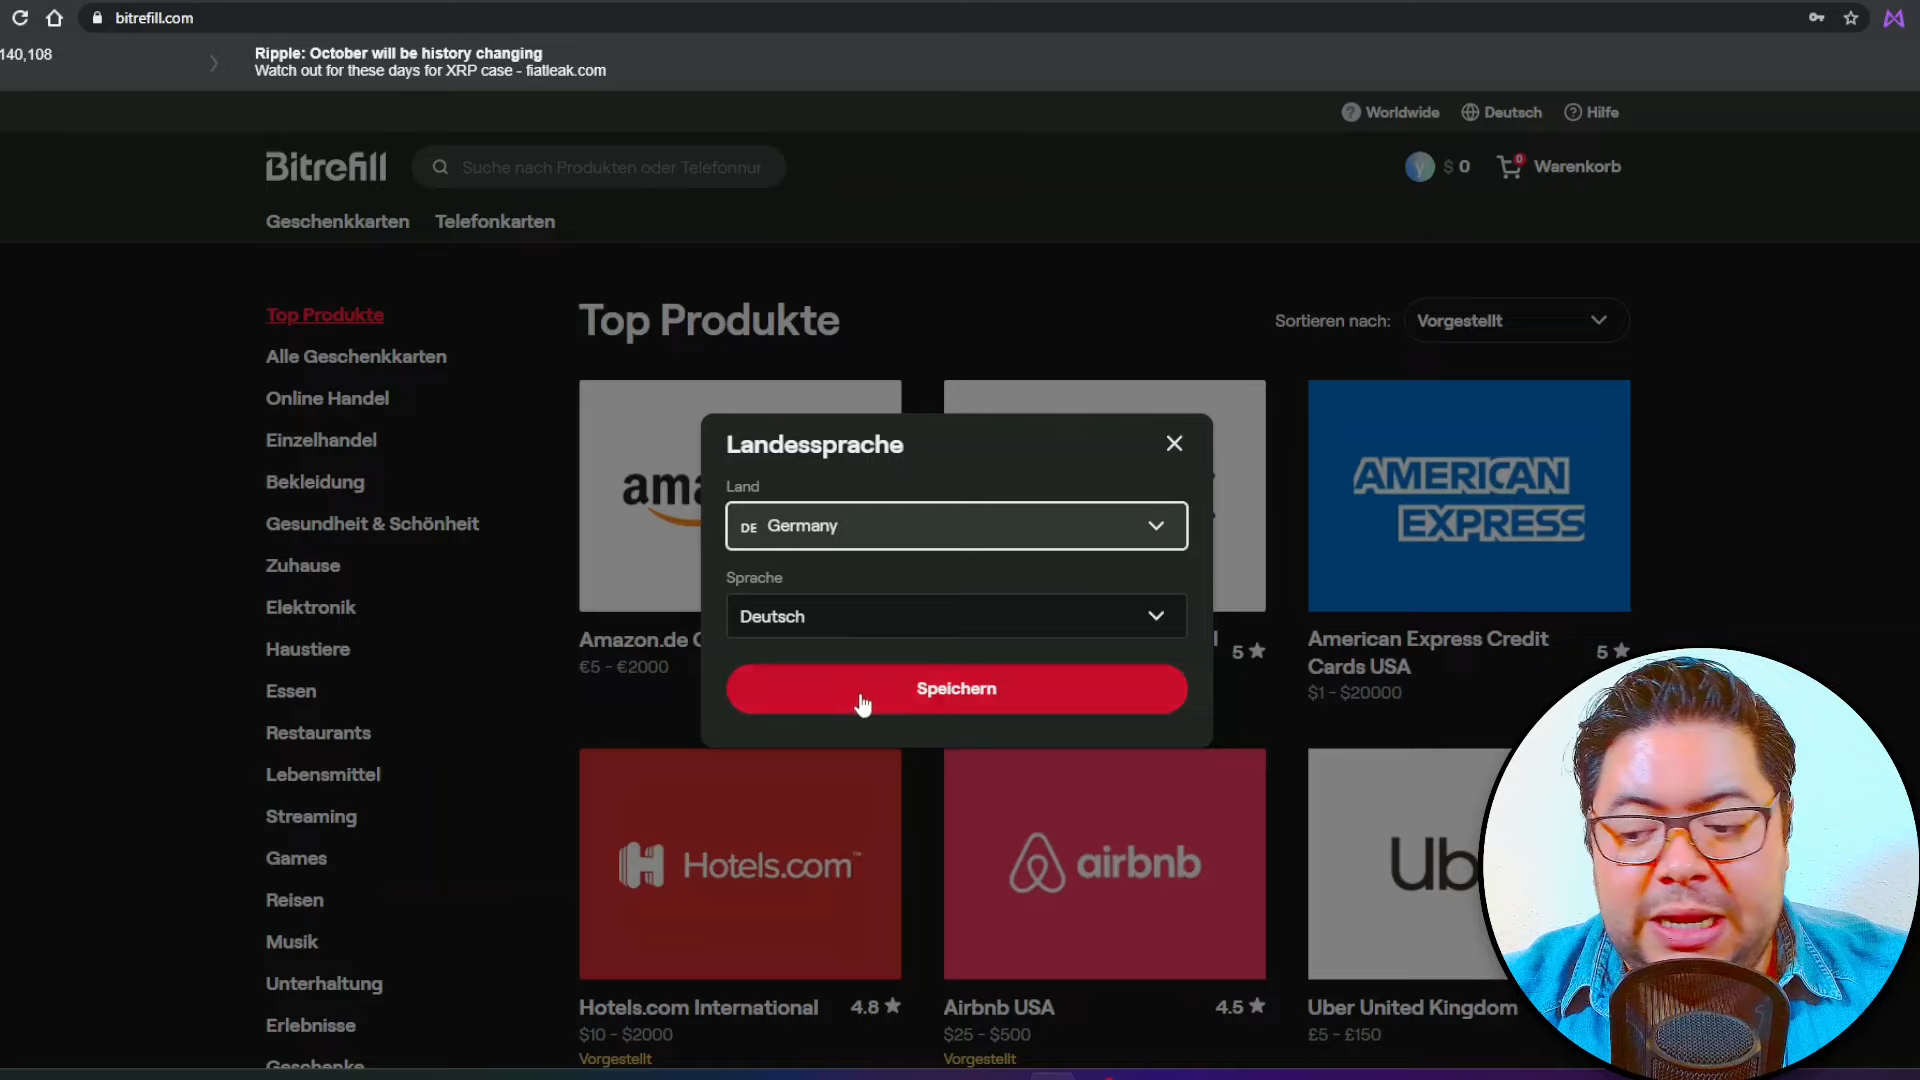 bitrefill.com
140,108
Ripple: October will be history changing
Watch out for these days for XRP case - fiatleak.com
Worldwide
Deutsch
Hilfe
Bitrefill
Suche nach Produkten oder Telefonnur
$ 0
0
Warenkorb
Geschenkkarten
Telefonkarten
Top Produkte
Alle Geschenkkarten
Online Handel
Einzelhandel
Bekleidung
Gesundheit & Schönheit
Zuhause
Elektronik
Haustiere
Essen
Restaurants
Lebensmittel
Streaming
Games
Reisen
Musik
Unterhaltung
Erlebnisse
Geschenke
Top Produkte
Sortieren nach:
Vorgestellt
ama
AMERICAN
EXPRESS
Landessprache
Land
DE Germany
Sprache
Deutsch
Speichern
Amazon.de
€5 - €2000
5
American Express Credit
Cards USA
5
$1 - $20000
Hotels.com
airbnb
Ub
Hotels.com International
4.8
$10 - $2000
Vorgestellt
Airbnb USA
4.5
$25 - $500
Vorgestellt
Uber United Kingdom
£5 - £150